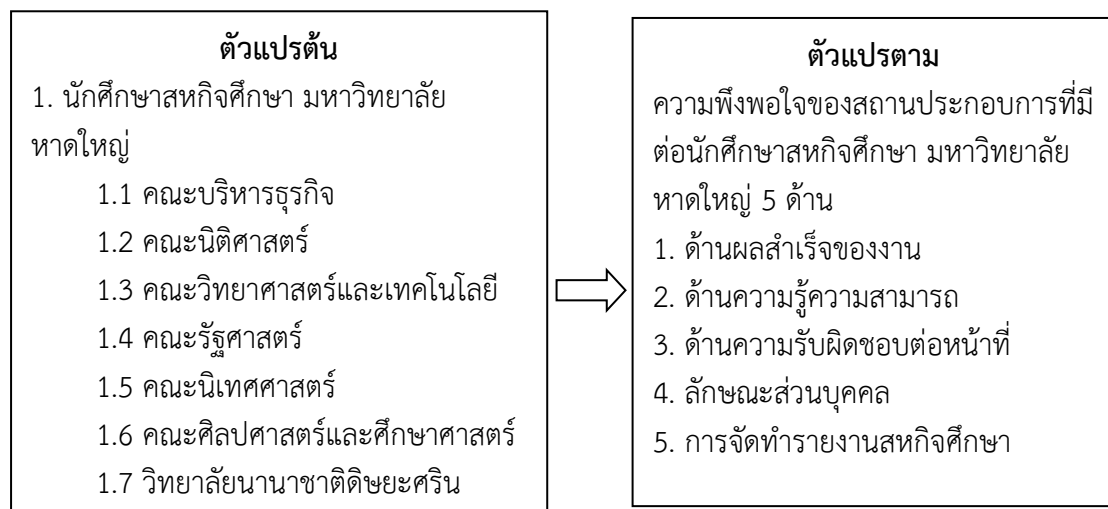 ตัวแปรต้น
1. นักศึกษาสหกิจศึกษา มหาวิทยาลัย
หาดใหญ่
1.1 คณะบริหารธุรกิจ
1.2 คณะนิติศาสตร์
1.3 คณะวิทยาศาสตร์และเทคโนโลยี
1.4 คณะรัฐศาสตร์
1.5 คณะนิเทศศาสตร์
1.6 คณะศิลปศาสตร์และศึกษาศาสตร์
1.7 วิทยาลัยนานาชาติดิษยะศริน
ตัวแปรตาม
ความพึงพอใจของสถานประกอบการที่มี
ต่อนักศึกษาสหกิจศึกษา มหาวิทยาลัย
หาดใหญ่ 5 ด้าน
1. ด้านผลสำเร็จของงาน
2. ด้านความรู้ความสามารถ
3. ด้านความรับผิดชอบต่อหน้าที่
4. ลักษณะส่วนบุคคล
5. การจัดทำรายงานสหกิจศึกษา